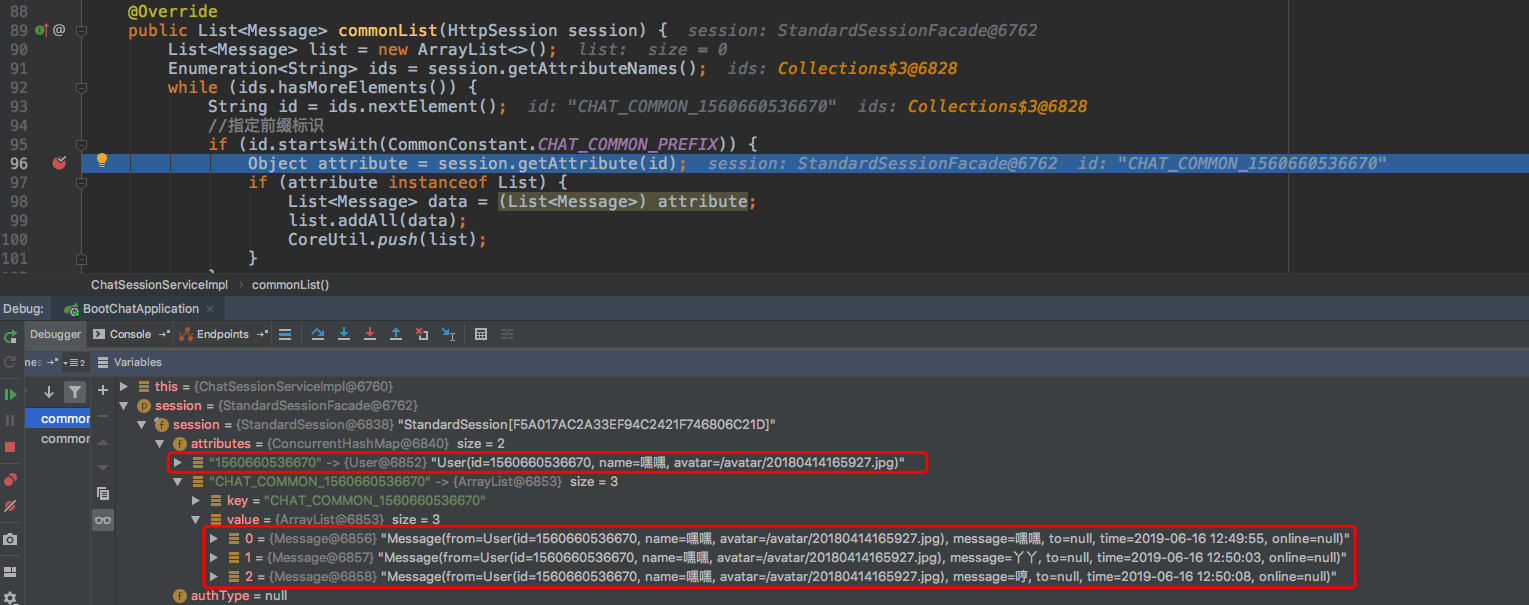 88 @Override
89 @ public List<Message> commonList(HttpSession session) { session: StandardSessionFacade@6762
90 List<Message> list = new ArrayList<>(); list: size = 0
91 Enumeration<String> ids = session.getAttributeNames(); ids: Collections$3@6828
92 while (ids.hasMoreElements()) {
93 String id = ids.nextElement(); id: "CHAT_COMMON_1560660536670" ids: Collections$3@6828
94 //指定前缀标识
95 if (id.startsWith(CommonConstant.CHAT_COMMON_PREFIX)) {
96 Object attribute = session.getAttribute(id); session: StandardSessionFacade@6762 id: "CHAT_COMMON_1560660536670"
97 if (attribute instanceof List) {
98 List<Message> data = (List<Message>) attribute;
99 list.addAll(data);
100 CoreUtil.push(list);
101 }
ChatSessionServiceImpl › commonList()
Debug: BootChatApplication ×
Debugger Console Endpoints
nes 2 Variables
this = {ChatSessionServiceImpl@6760}
session = {StandardSessionFacade@6762}
common
session = {StandardSession@6838} "StandardSession[F5A017AC2A33EF94C2421F746806C21D]"
common
attributes = {ConcurrentHashMap@6840} size = 2
"1560660536670" -> {User@6852} "User(id=1560660536670, name=嘿嘿, avatar=/avatar/20180414165927.jpg)"
"CHAT_COMMON_1560660536670" -> {ArrayList@6853} size = 3
key = "CHAT_COMMON_1560660536670"
value = {ArrayList@6853} size = 3
0 = {Message@6856} "Message(from=User(id=1560660536670, name=嘿嘿, avatar=/avatar/20180414165927.jpg), message=嘿嘿, to=null, time=2019-06-16 12:49:55, online=null)"
1 = {Message@6857} "Message(from=User(id=1560660536670, name=嘿嘿, avatar=/avatar/20180414165927.jpg), message=丫丫, to=null, time=2019-06-16 12:50:03, online=null)"
2 = {Message@6858} "Message(from=User(id=1560660536670, name=嘿嘿, avatar=/avatar/20180414165927.jpg), message=哼, to=null, time=2019-06-16 12:50:08, online=null)"
authType = null